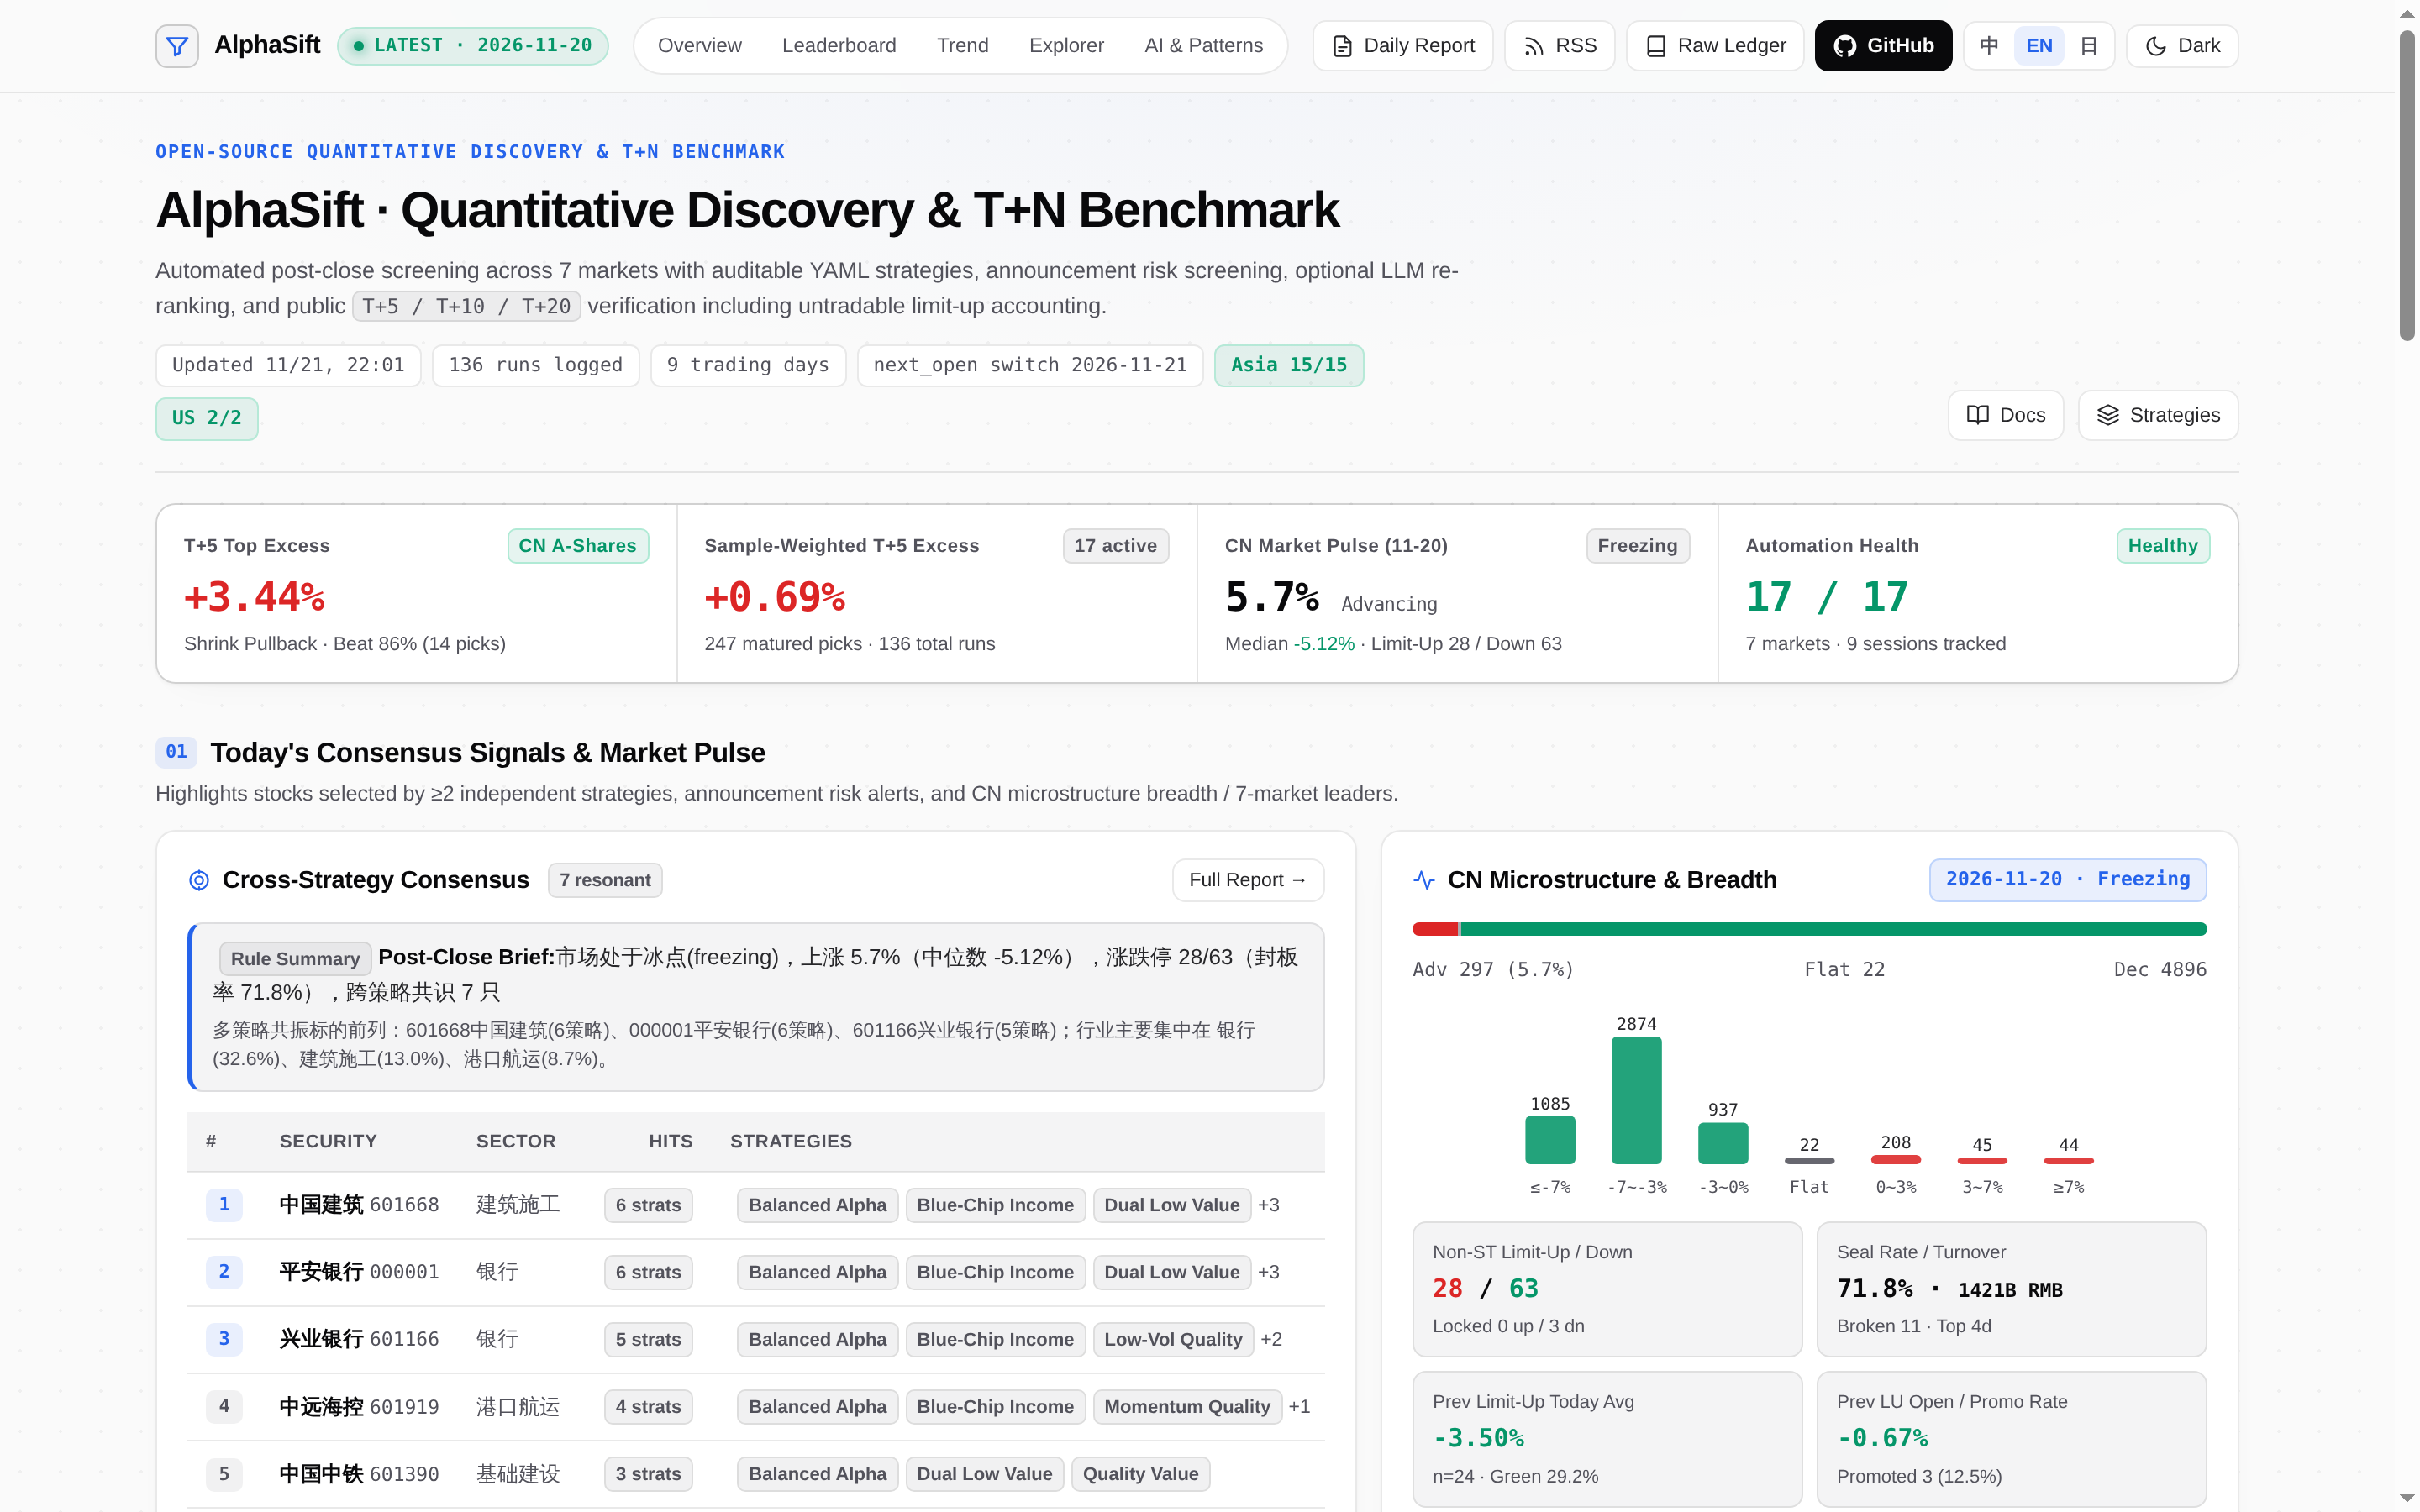 AlphaSift
LATEST · 2026-11-20
Overview
Leaderboard
Trend
Explorer
AI & Patterns
Daily Report
RSS
Raw Ledger
GitHub
中
EN
日
Dark
OPEN-SOURCE QUANTITATIVE DISCOVERY & T+N BENCHMARK
AlphaSift · Quantitative Discovery & T+N Benchmark
Automated post-close screening across 7 markets with auditable YAML strategies, announcement risk screening, optional LLM re-
ranking, and public T+5 / T+10 / T+20 verification including untradable limit-up accounting.
Updated 11/21, 22:01
136 runs logged
9 trading days
next_open switch 2026-11-21
Asia 15/15
US 2/2
Docs
Strategies
T+5 Top Excess
CN A-Shares
+3.44%
Shrink Pullback · Beat 86% (14 picks)
Sample-Weighted T+5 Excess
17 active
+0.69%
247 matured picks · 136 total runs
CN Market Pulse (11-20)
Freezing
5.7% Advancing
Median -5.12% · Limit-Up 28 / Down 63
Automation Health
Healthy
17 / 17
7 markets · 9 sessions tracked
01 Today's Consensus Signals & Market Pulse
Highlights stocks selected by ≥2 independent strategies, announcement risk alerts, and CN microstructure breadth / 7-market leaders.
Cross-Strategy Consensus
7 resonant
Full Report →
Rule Summary Post-Close Brief:市场处于冰点(freezing)，上涨 5.7%（中位数 -5.12%），涨跌停 28/63（封板
率 71.8%），跨策略共识 7 只
多策略共振标的前列：601668中国建筑(6策略)、000001平安银行(6策略)、601166兴业银行(5策略)；行业主要集中在 银行
(32.6%)、建筑施工(13.0%)、港口航运(8.7%)。
# SECURITY SECTOR HITS STRATEGIES
1 中国建筑 601668 建筑施工 6 strats Balanced Alpha Blue-Chip Income Dual Low Value +3
2 平安银行 000001 银行 6 strats Balanced Alpha Blue-Chip Income Dual Low Value +3
3 兴业银行 601166 银行 5 strats Balanced Alpha Blue-Chip Income Low-Vol Quality +2
4 中远海控 601919 港口航运 4 strats Balanced Alpha Blue-Chip Income Momentum Quality +1
5 中国中铁 601390 基础建设 3 strats Balanced Alpha Dual Low Value Quality Value
CN Microstructure & Breadth
2026-11-20 · Freezing
Adv 297 (5.7%)
Flat 22
Dec 4896
1085
2874
937
22
208
45
44
≤-7%
-7~-3%
-3~0%
Flat
0~3%
3~7%
≥7%
Non-ST Limit-Up / Down
28 / 63
Locked 0 up / 3 dn
Seal Rate / Turnover
71.8% · 1421B RMB
Broken 11 · Top 4d
Prev Limit-Up Today Avg
-3.50%
n=24 · Green 29.2%
Prev LU Open / Promo Rate
-0.67%
Promoted 3 (12.5%)